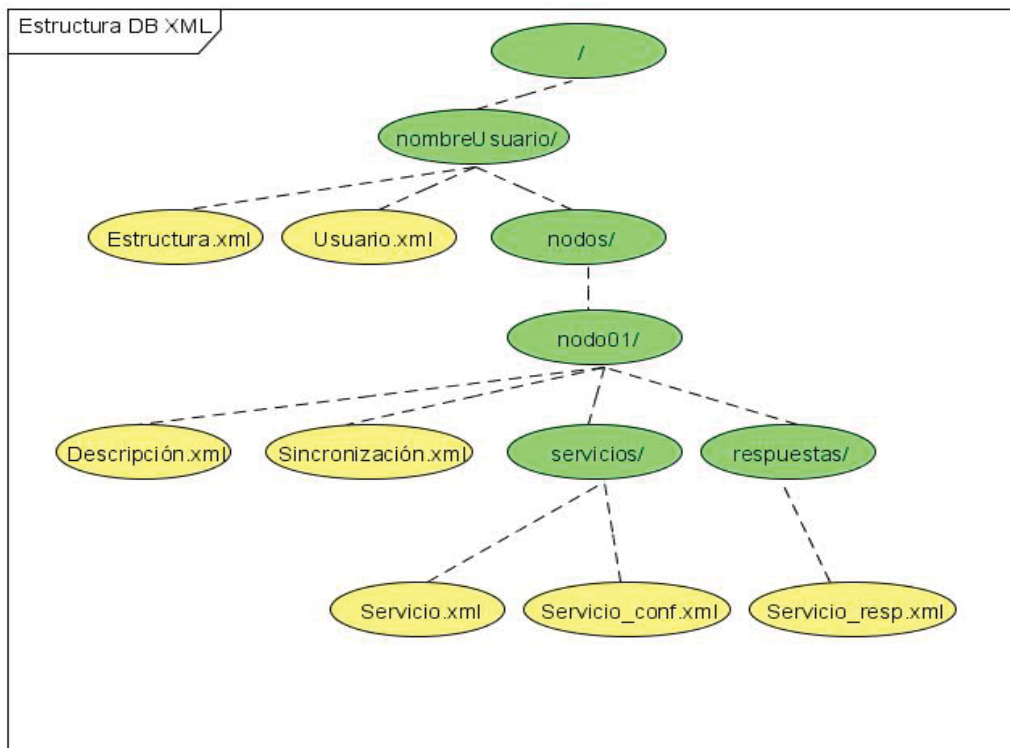 Estructura DB XML
/
nombreUsuario/
Estructura.xml
Usuario.xml
nodos/
nodo01/
Descripción.xml
Sincronización.xml
servicios/
respuestas/
Servicio.xml
Servicio_conf.xml
Servicio_resp.xml